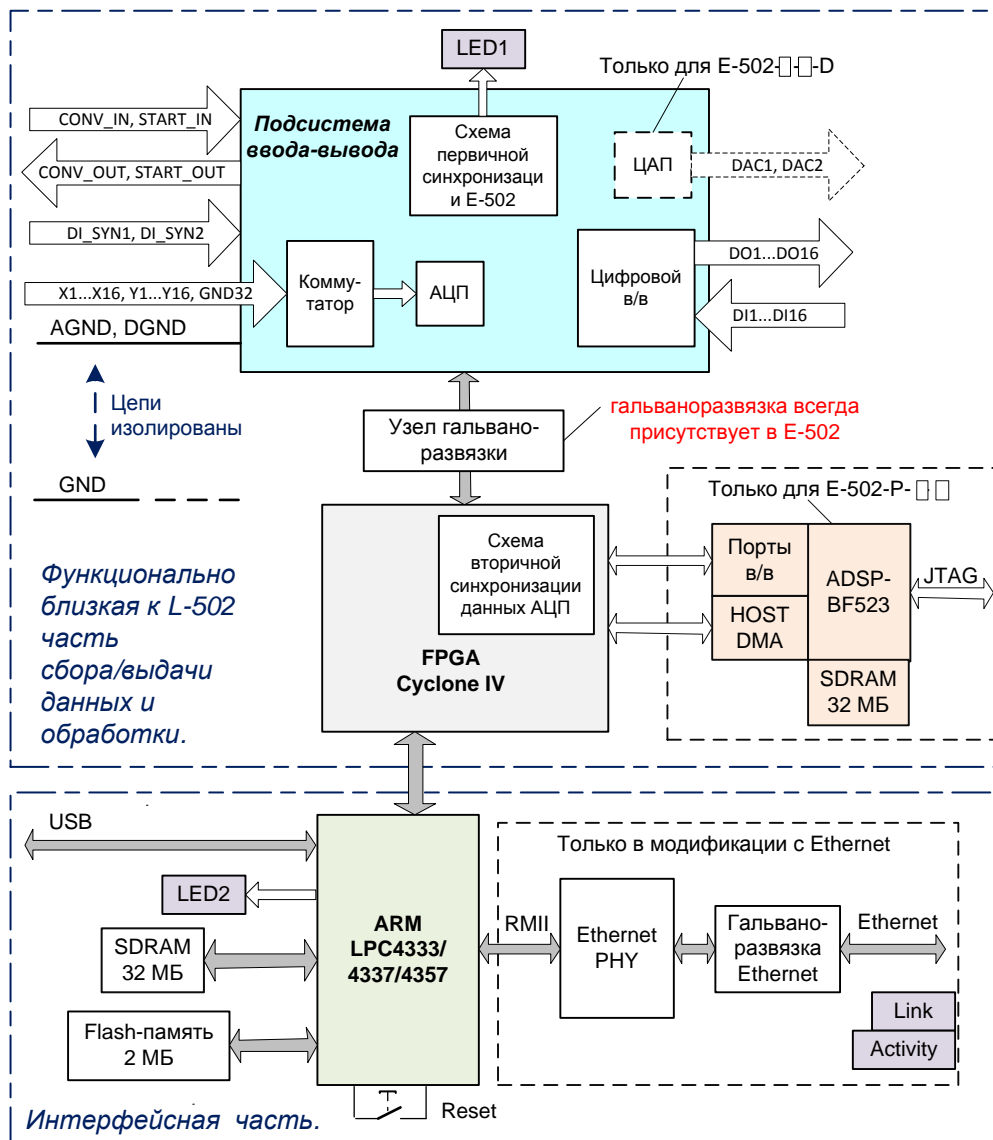 LED1
Только для E-502-□-□-D
CONV_IN, START_IN
Подсистема
ввода-вывода
Схема
первичной
синхронизаци
и E-502
ЦАП
DAC1, DAC2
CONV_OUT, START_OUT
DI_SYN1, DI_SYN2
DO1...DO16
X1...X16, Y1...Y16, GND32
Комму-
татор
АЦП
Цифровой
в/в
DI1...DI16
AGND, DGND
Цепи
изолированы
Узел гальвано-
развязки
гальваноразвязка всегда
присутствует в E-502
GND
Только для E-502-P-□-□
Схема
вторичной
синхронизации
данных АЦП
FPGA
Cyclone IV
Порты
в/в
HOST
DMA
ADSP-
BF523
JTAG
SDRAM
32 МБ
Функционально
близкая к L-502
часть
сбора/выдачи
данных и
обработки.
USB
LED2
SDRAM
32 МБ
Flash-память
2 МБ
ARM
LPC4333/
4337/4357
Reset
Только в модификации с Ethernet
RMII
Ethernet
PHY
Гальвано-
развязка
Ethernet
Ethernet
Link
Activity
Интерфейсная часть.